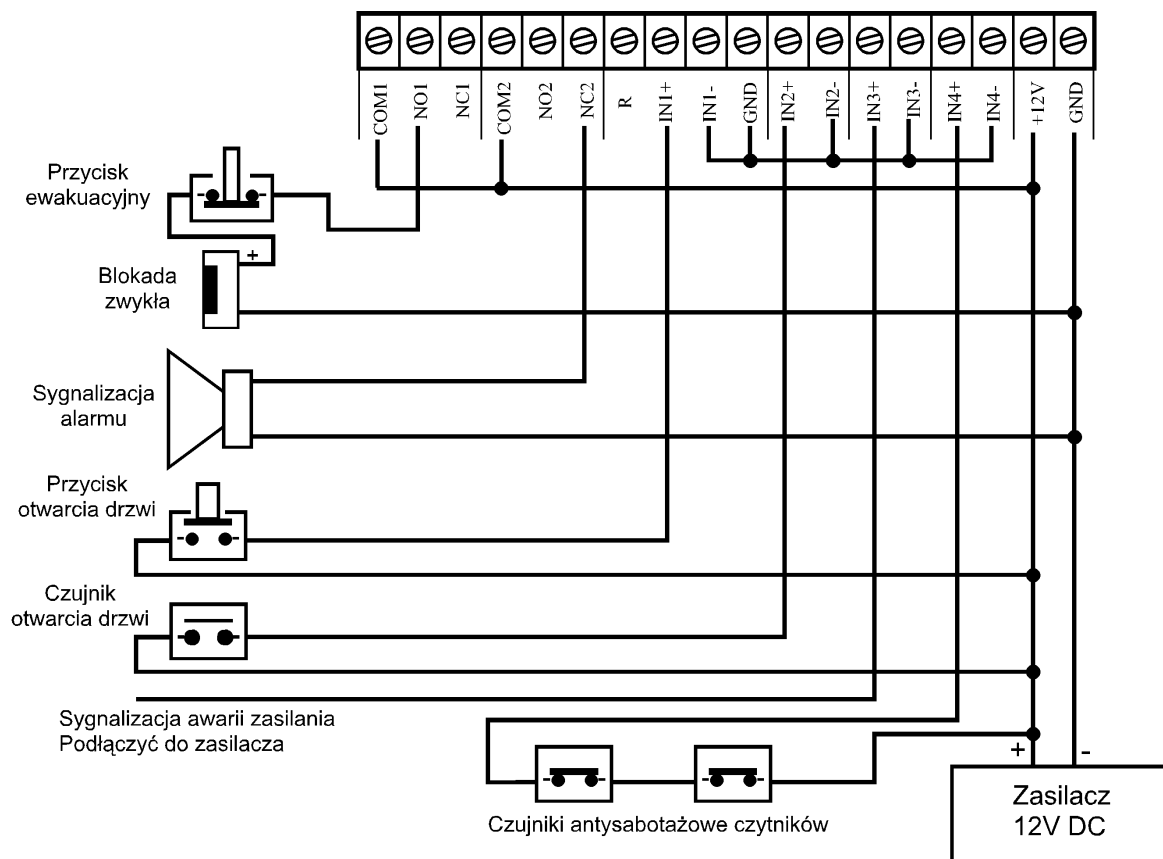 COM1
NO1
NC1
COM2
NO2
NC2
R
IN1+
IN1-
GND
IN2+
IN2-
IN3+
IN3-
IN4+
IN4-
+12V
GND
Przycisk
ewakuacyjny
+
Blokada
zwykła
Sygnalizacja
alarmu
Przycisk
otwarcia drzwi
Czujnik
otwarcia drzwi
Sygnalizacja awarii zasilania
Podłączyć do zasilacza
+
-
Zasilacz
12V DC
Czujniki antysabotażowe czytników